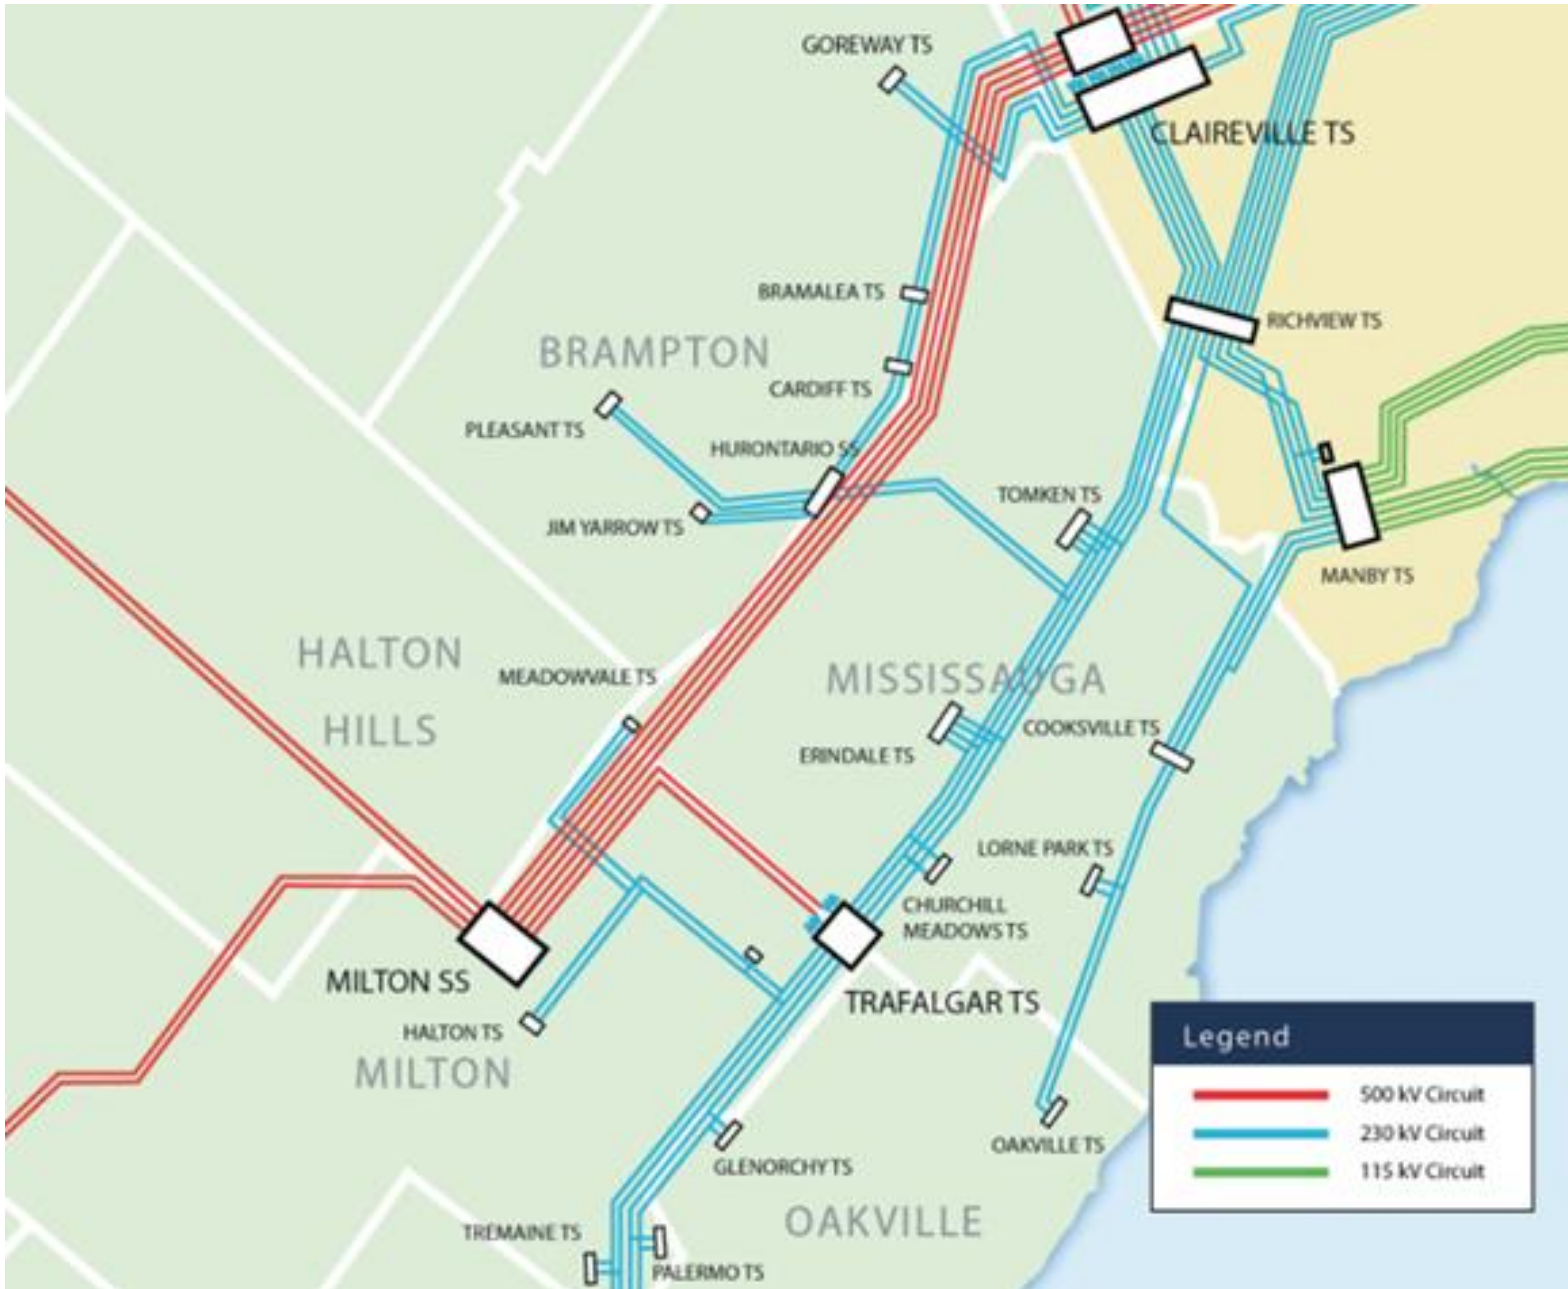 GOREWAY TS
CLAIREVILLE TS
BRAMALEA TS
RICHVIEW TS
BRAMPTON
CARDIFF TS
PLEASANT TS
HURONTARIO SS
TOMKEN TS
JIM YARROW TS
MANBY TS
HALTON
HILLS
MEADOWVALE TS
MISSISSAUGA
COOKSVILLE TS
ERINDALE TS
LORNE PARK TS
CHURCHILL
MEADOWS TS
MILTON SS
TRAFALGAR TS
HALTON TS
MILTON
Legend
500 kV Circuit
230 kV Circuit
115 kV Circuit
OAKVILLE TS
GLENORCHY TS
OAKVILLE
TREMAINE TS
PALERMO TS